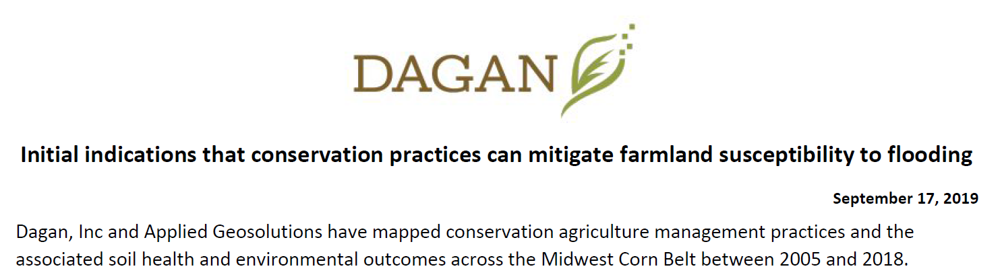 DAGAN
Initial indications that conservation practices can mitigate farmland susceptibility to flooding
September 17, 2019
Dagan, Inc and Applied Geosolutions have mapped conservation agriculture management practices and the
associated soil health and environmental outcomes across the Midwest Corn Belt between 2005 and 2018.